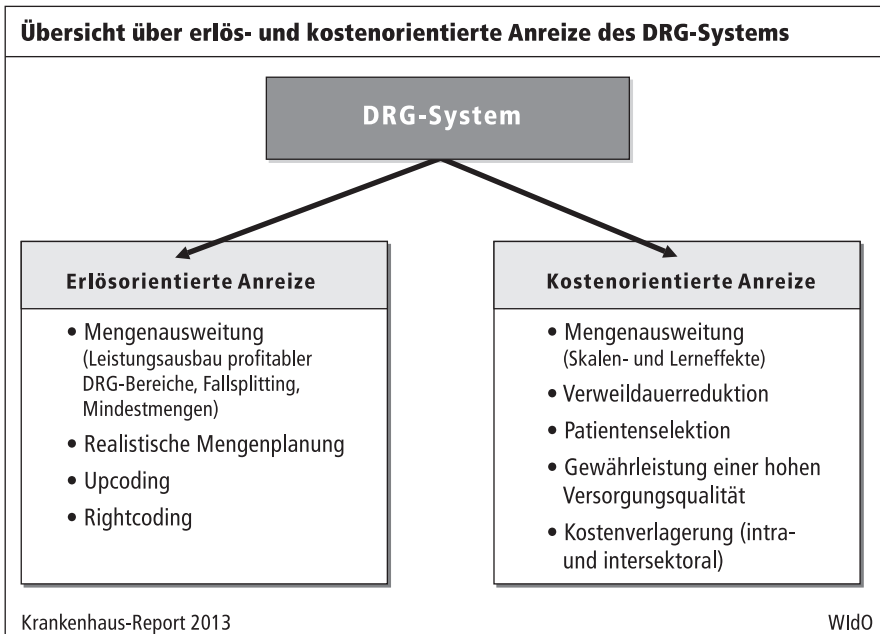 Übersicht über erlös- und kostenorientierte Anreize des DRG-Systems
DRG-System
Erlösorientierte Anreize
• Mengenausweitung
(Leistungsausbau profitabler
DRG-Bereiche, Fallsplitting,
Mindestmengen)
• Realistische Mengenplanung
• Upcoding
• Rightcoding
Kostenorientierte Anreize
• Mengenausweitung
(Skalen- und Lerneffekte)
• Verweildauerreduktion
• Patientenselektion
• Gewährleistung einer hohen
Versorgungsqualität
• Kostenverlagerung (intra-
und intersektoral)
Krankenhaus-Report 2013
WIdO